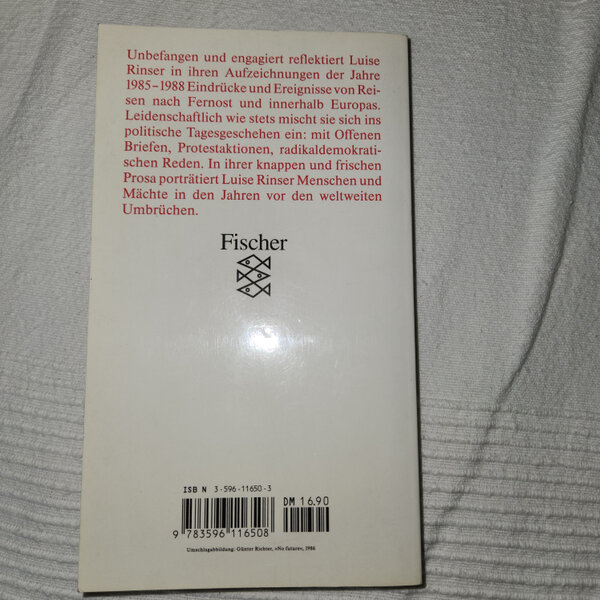 Unbefangen und engagiert reflektiert Luise
Rinser in ihren Aufzeichnungen der Jahre
1985–1988 Eindrücke und Ereignisse von Rei-
sen nach Fernost und innerhalb Europas.
Leidenschaftlich wie stets mischt sie sich ins
politische Tagesgeschehen ein: mit Offenen
Briefen, Protestaktionen, radikaldemokrati-
schen Reden. In ihrer knappen und frischen
Prosa porträtiert Luise Rinser Menschen und
Mächte in den Jahren vor den weltweiten
Umbrüchen.
Fischer
ISBN 3-596-11650-3
DM 16.90
9 783596 116508
Umschlagabbildung: Günter Richter, »No future«, 1986